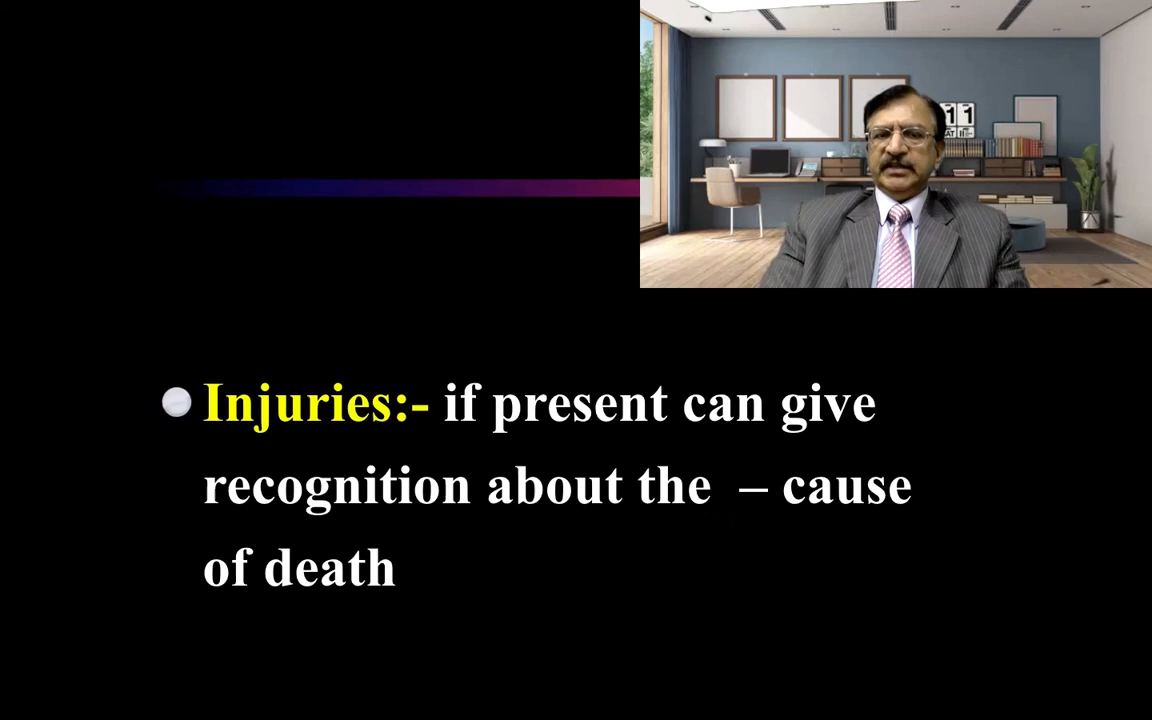 Injuries:- if present can give
recognition about the – cause
of death